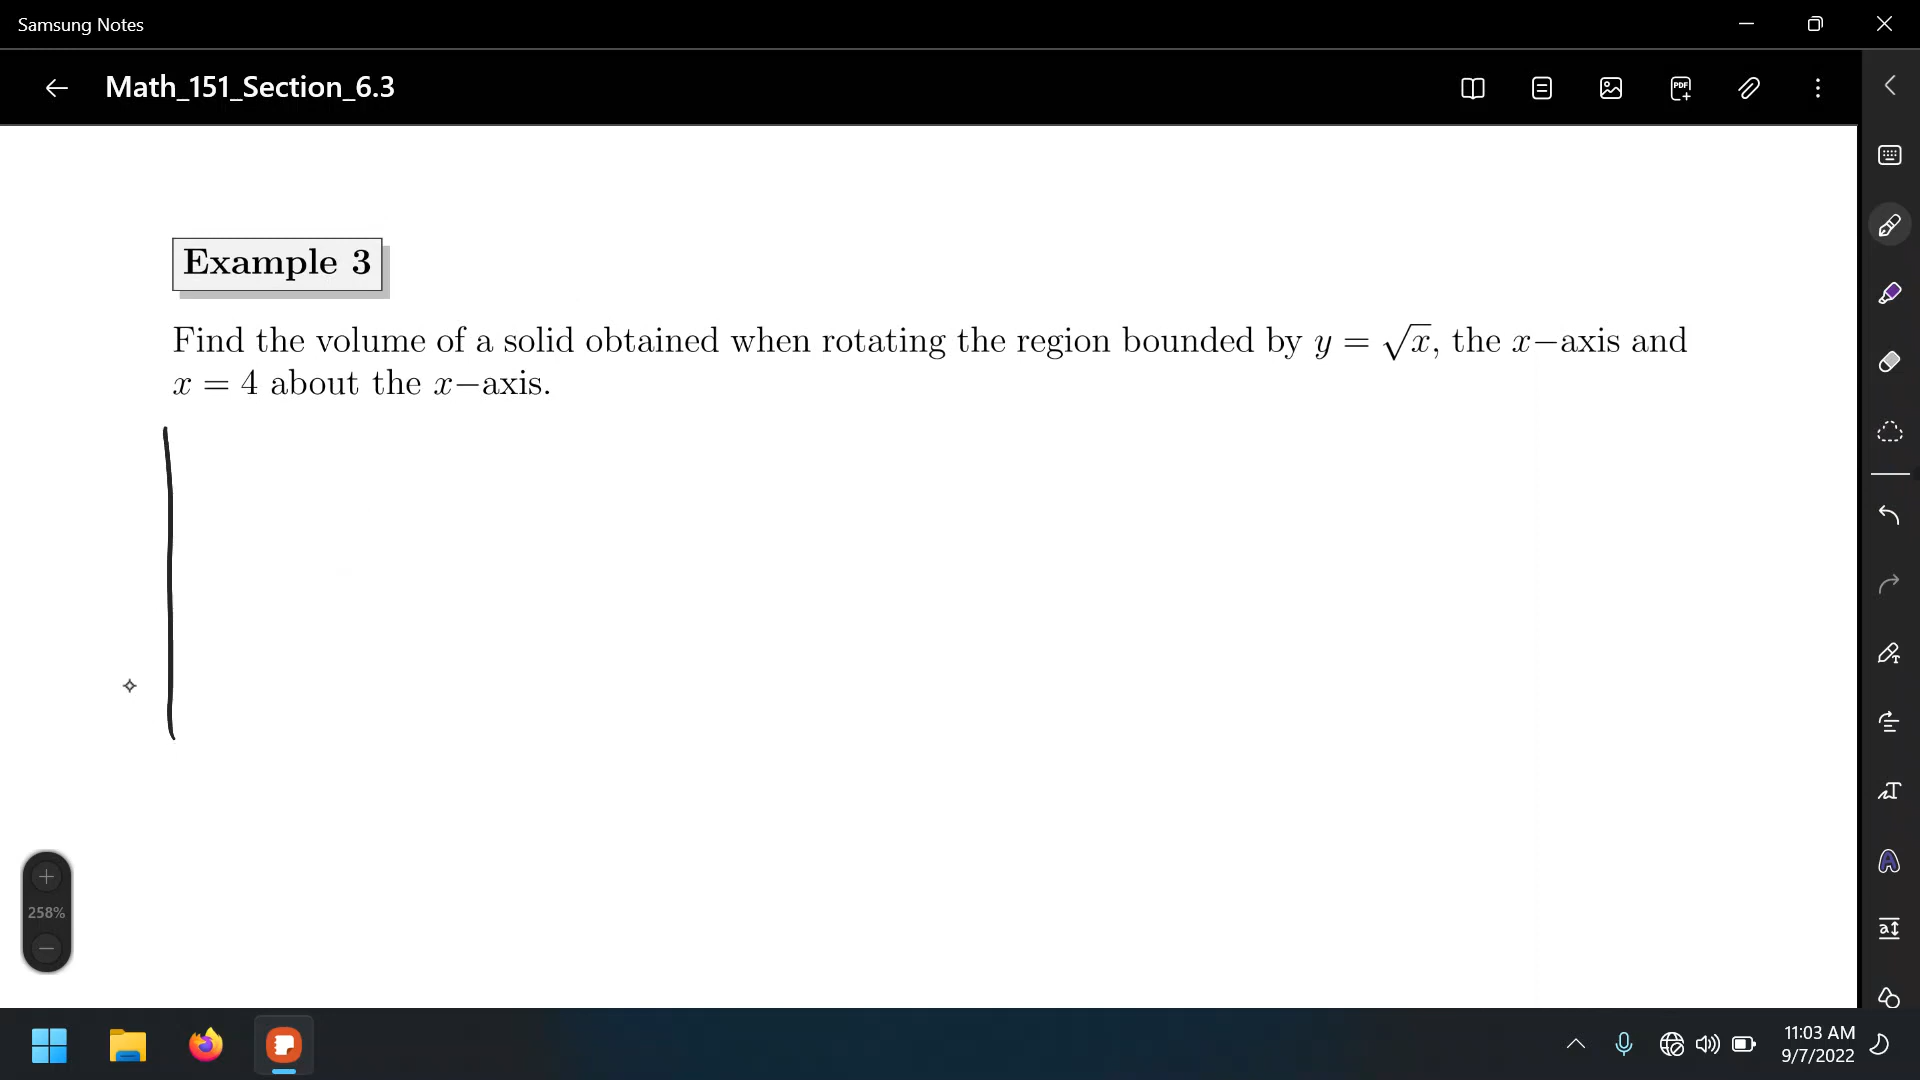 Samsung Notes
Math_151_Section_6.3
PDF
Example 3
Find the volume of a solid obtained when rotating the region bounded by y = √x, the x−axis and
x = 4 about the x−axis.
258%
11:03 AM
9/7/2022